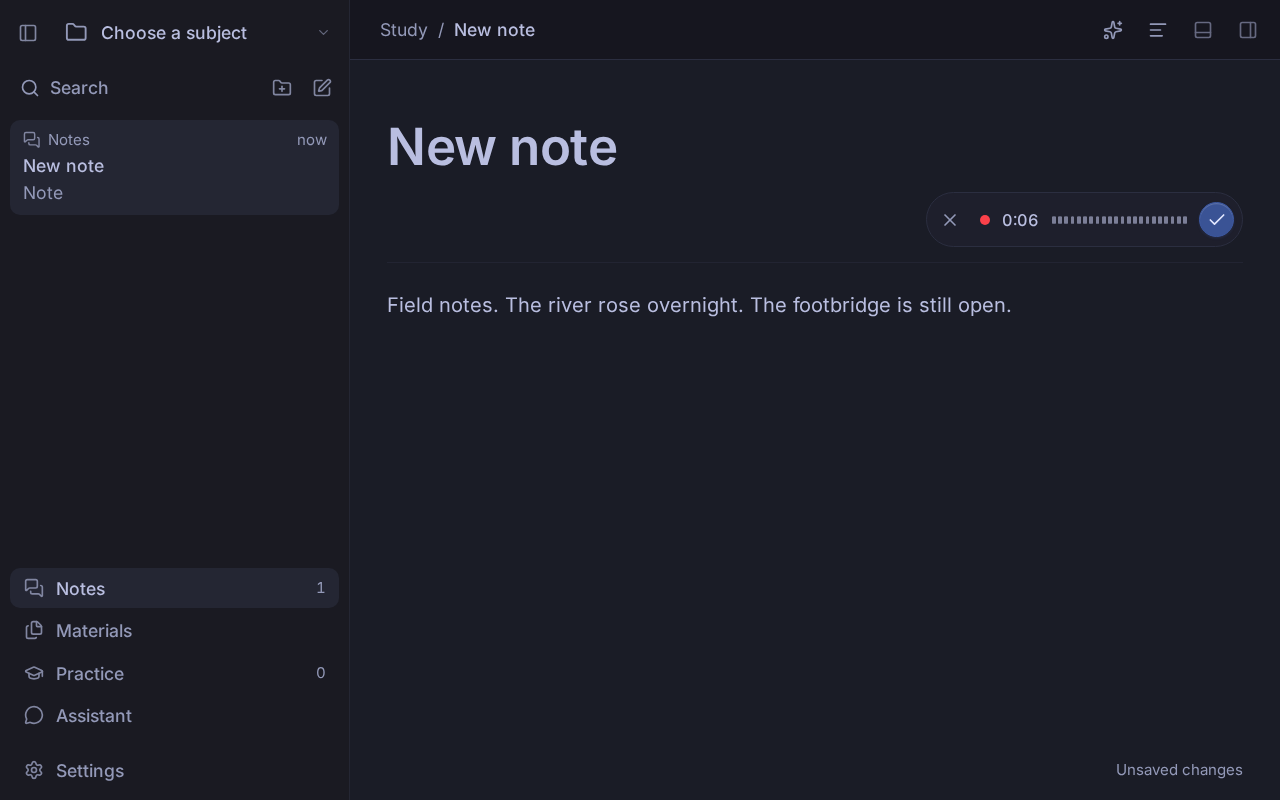 Choose a subject
Search
Notes now
New note
Note
Notes 1
Materials
Practice 0
Assistant
Settings
Study / New note
New note
0:06
Field notes. The river rose overnight. The footbridge is still open.
Unsaved changes